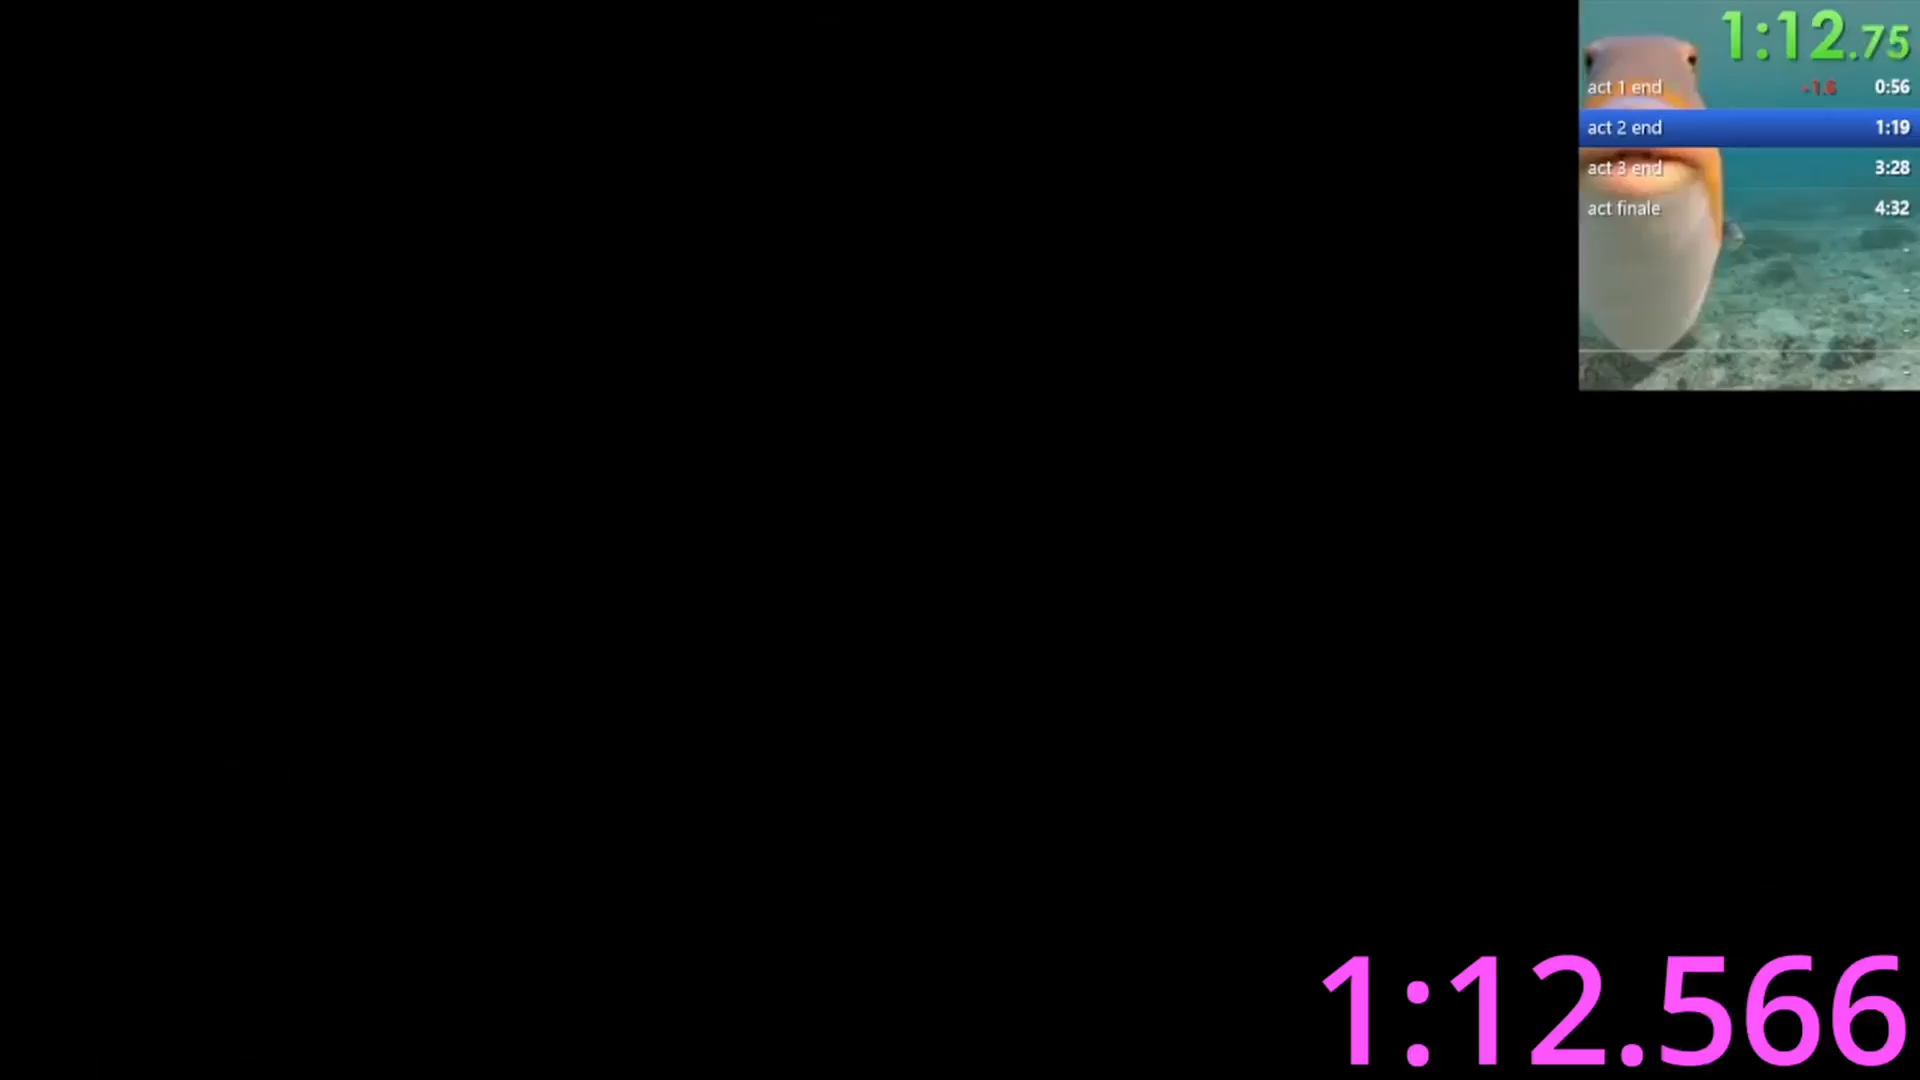 1:12.75
act 1 end -1.6 0:56
act 2 end 1:19
act 3 end 3:28
act finale 4:32
1:12.566